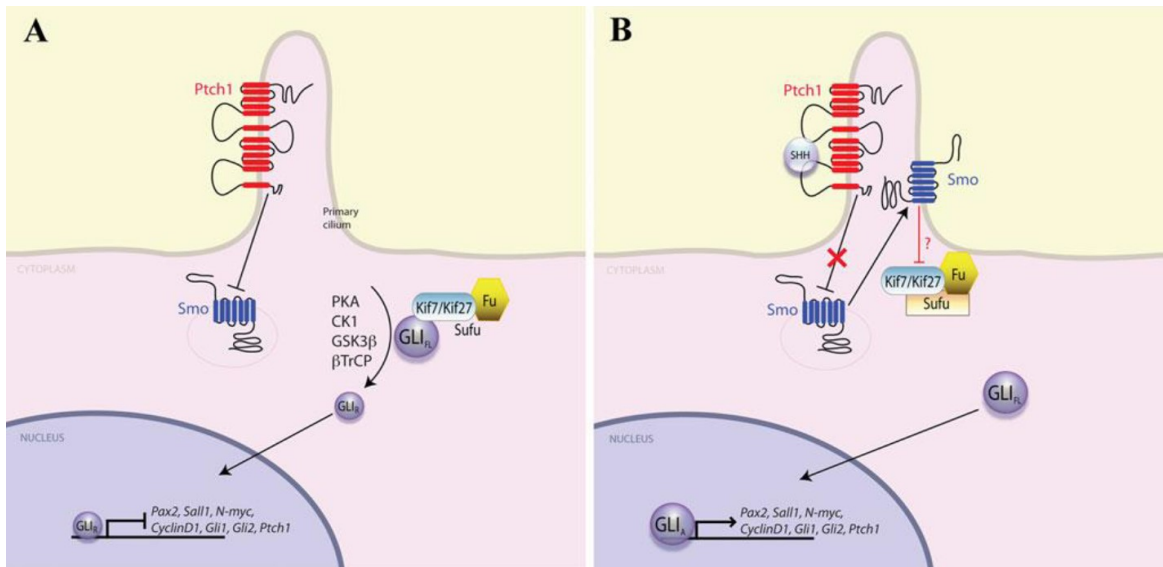 A
Ptch1
Primary
cilium
CYTOPLASM
Smo
PKA
CK1
GSK3β
βTrCP
Kif7/Kif27
Fu
Sufu
GLIFL
GLIR
NUCLEUS
GLIR
Pax2, Sall1, N-myc,
CyclinD1, Gli1, Gli2, Ptch1
B
Ptch1
SHH
Smo
?
CYTOPLASM
Kif7/Kif27
Fu
Sufu
Smo
GLIFL
NUCLEUS
GLIA
Pax2, Sall1, N-myc,
CyclinD1, Gli1, Gli2, Ptch1